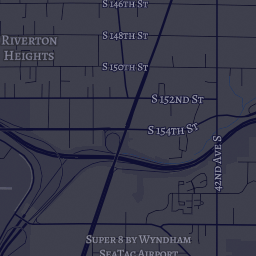 S 146th St
S 148th St
Riverton
Heights
S 150th St
S 152nd St
S 154th St
42nd Ave S
Super 8 by Wyndham
SeaTac Airport